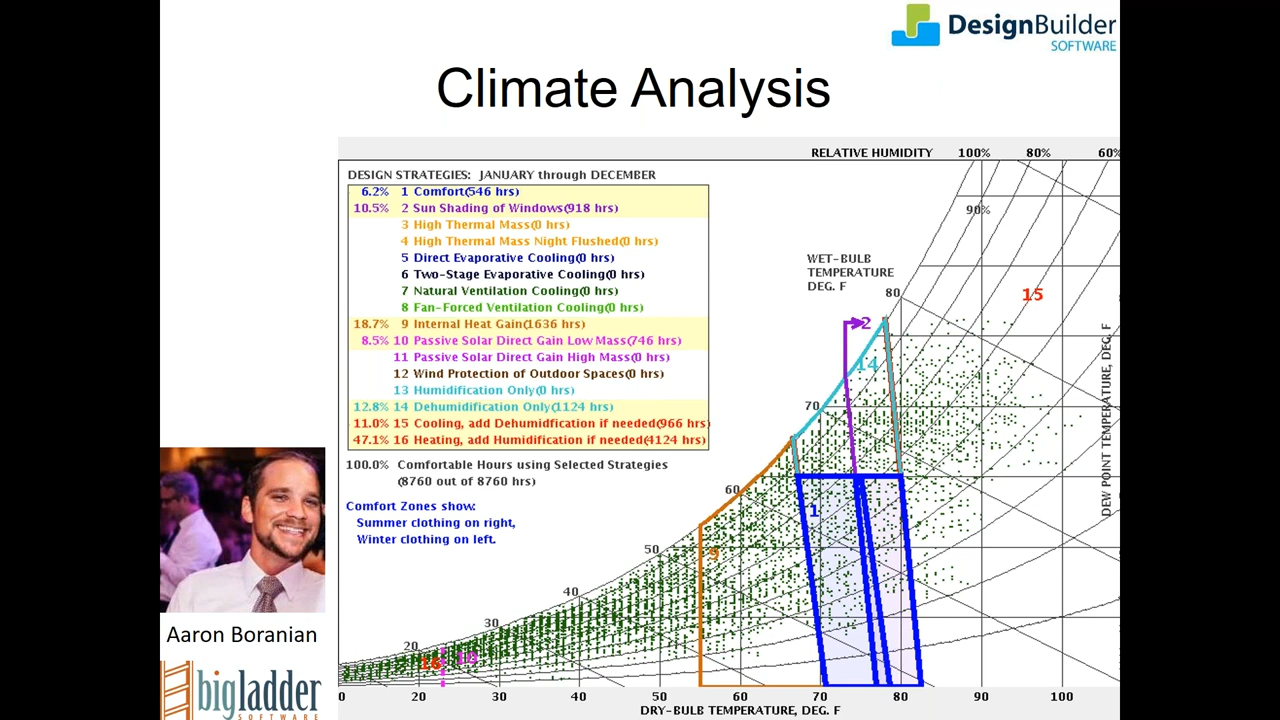 DesignBuilder
SOFTWARE
Climate Analysis
RELATIVE HUMIDITY 100% 80% 60%
DESIGN STRATEGIES: JANUARY through DECEMBER
6.2% 1 Comfort(546 hrs)
10.5% 2 Sun Shading of Windows(918 hrs)
3 High Thermal Mass(0 hrs)
4 High Thermal Mass Night Flushed(0 hrs)
5 Direct Evaporative Cooling(0 hrs)
6 Two-Stage Evaporative Cooling(0 hrs)
7 Natural Ventilation Cooling(0 hrs)
8 Fan-Forced Ventilation Cooling(0 hrs)
18.7% 9 Internal Heat Gain(1636 hrs)
8.5% 10 Passive Solar Direct Gain Low Mass(746 hrs)
11 Passive Solar Direct Gain High Mass(0 hrs)
12 Wind Protection of Outdoor Spaces(0 hrs)
13 Humidification Only(0 hrs)
12.8% 14 Dehumidification Only(1124 hrs)
11.0% 15 Cooling, add Dehumidfication if needed(966 hrs)
47.1% 16 Heating, add Humidification if needed(4124 hrs)
100.0% Comfortable Hours using Selected Strategies
(8760 out of 8760 hrs)
Comfort Zones show:
Summer clothing on right,
Winter clothing on left.
90%
WET-BULB
TEMPERATURE
DEG. F
80
15
2
14
70
60
1
50
9
40
30
20
16 10
DEW POINT TEMPERATURE, DEG. F
0 20 30 40 50 60 70 80 90 100
DRY-BULB TEMPERATURE, DEG. F
Aaron Boranian
bigladder
SOFTWARE